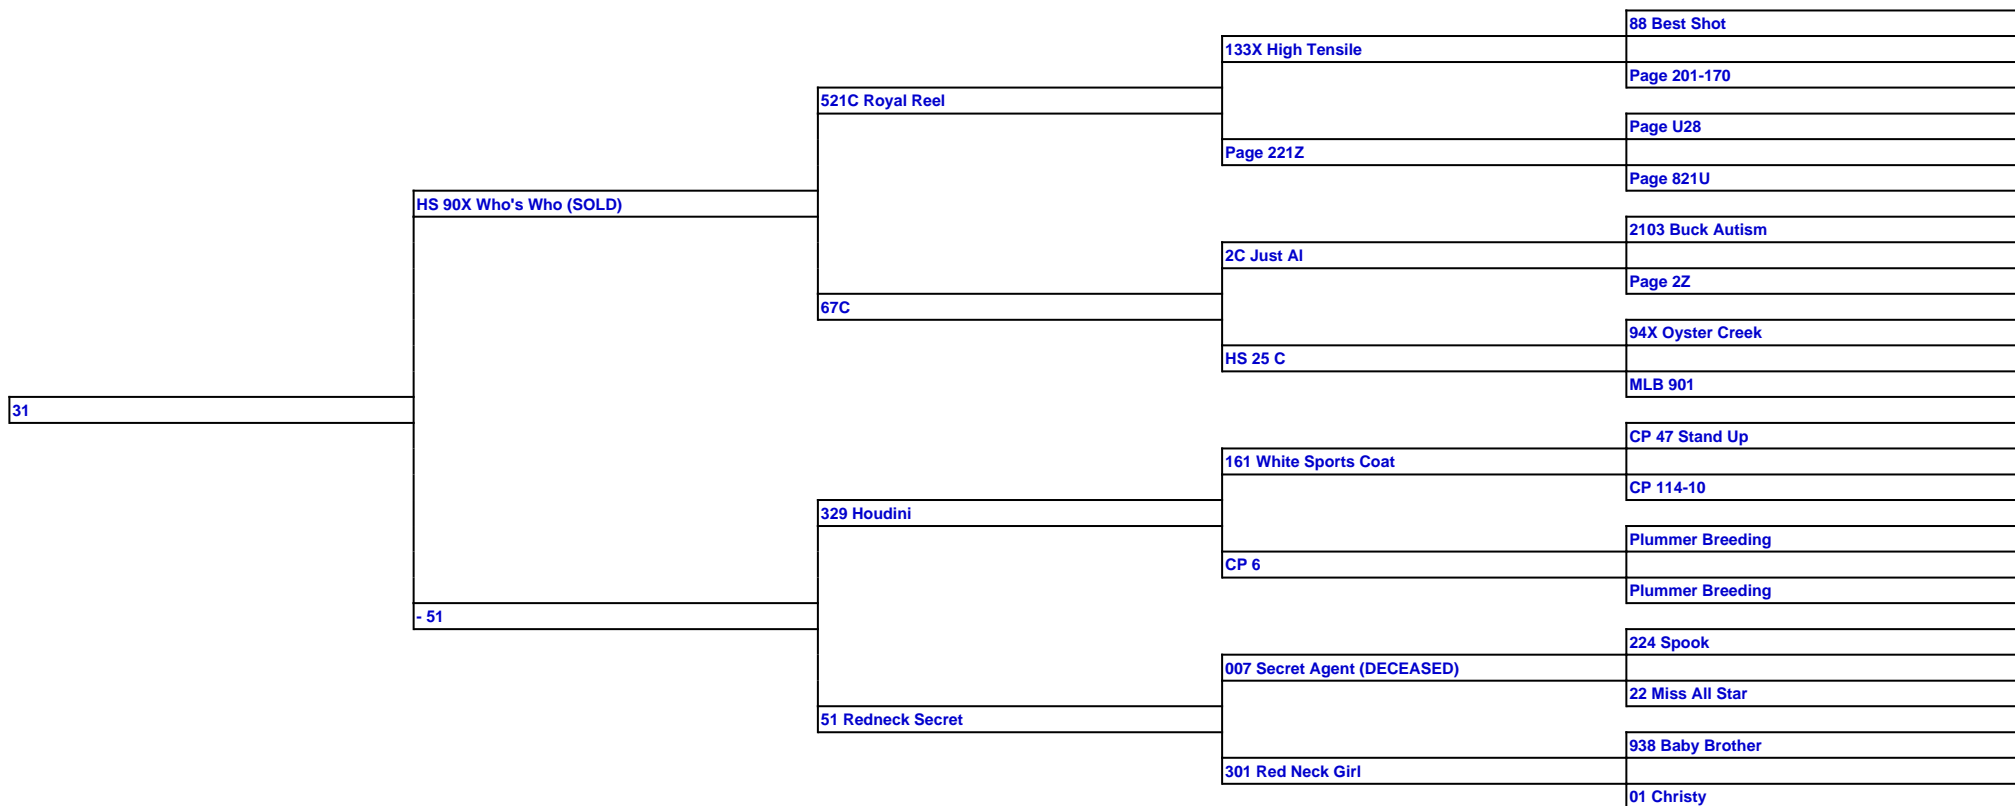 88 Best Shot
133X High Tensile
Page 201-170
521C Royal Reel
Page U28
Page 221Z
Page 821U
HS 90X Who's Who (SOLD)
2103 Buck Autism
2C Just AI
Page 2Z
67C
94X Oyster Creek
HS 25 C
MLB 901
31
CP 47 Stand Up
161 White Sports Coat
CP 114-10
329 Houdini
Plummer Breeding
CP 6
Plummer Breeding
- 51
224 Spook
007 Secret Agent (DECEASED)
22 Miss All Star
51 Redneck Secret
938 Baby Brother
301 Red Neck Girl
01 Christy